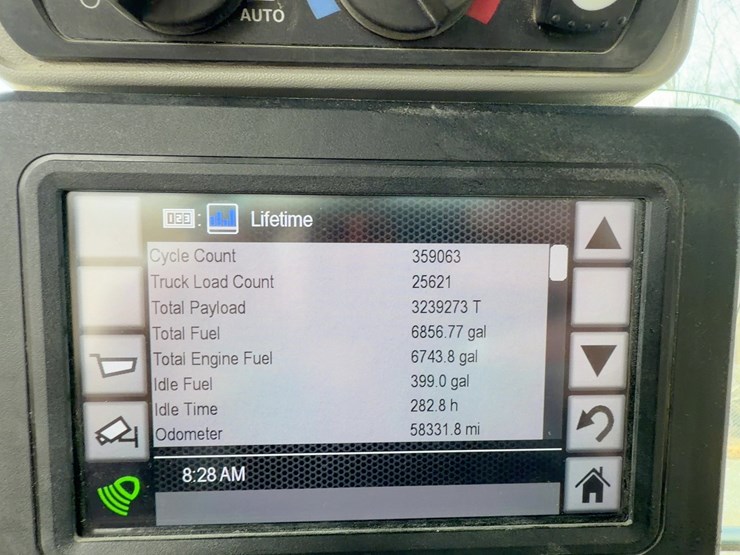 AUTO
123 : Lifetime
Cycle Count 359063
Truck Load Count 25621
Total Payload 3239273 T
Total Fuel 6856.77 gal
Total Engine Fuel 6743.8 gal
Idle Fuel 399.0 gal
Idle Time 282.8 h
Odometer 58331.8 mi
8:28 AM